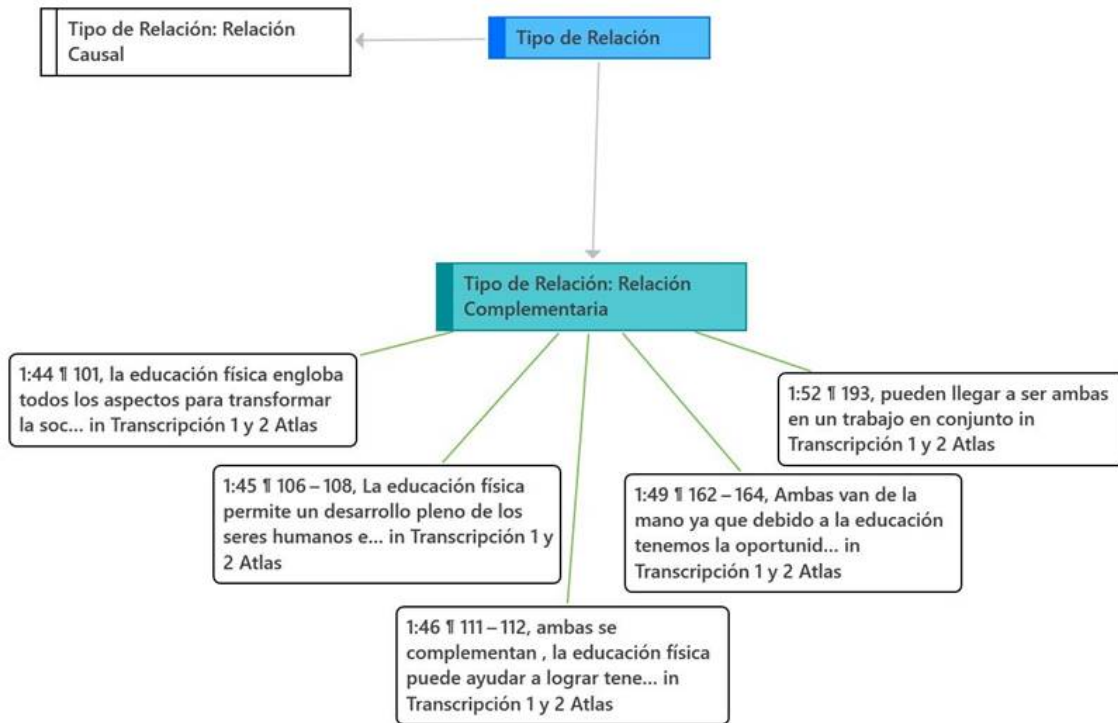 Tipo de Relación: Relación
Causal
Tipo de Relación
Tipo de Relación: Relación
Complementaria
1:44 ¶ 101, la educación física engloba
todos los aspectos para transformar
la soc... in Transcripción 1 y 2 Atlas
1:52 ¶ 193, pueden llegar a ser ambas
en un trabajo en conjunto in
Transcripción 1 y 2 Atlas
1:45 ¶ 106 – 108, La educación física
permite un desarrollo pleno de los
seres humanos e... in Transcripción 1 y
2 Atlas
1:49 ¶ 162 – 164, Ambas van de la
mano ya que debido a la educación
tenemos la oportunid... in
Transcripción 1 y 2 Atlas
1:46 ¶ 111 – 112, ambas se
complementan , la educación física
puede ayudar a lograr tene... in
Transcripción 1 y 2 Atlas